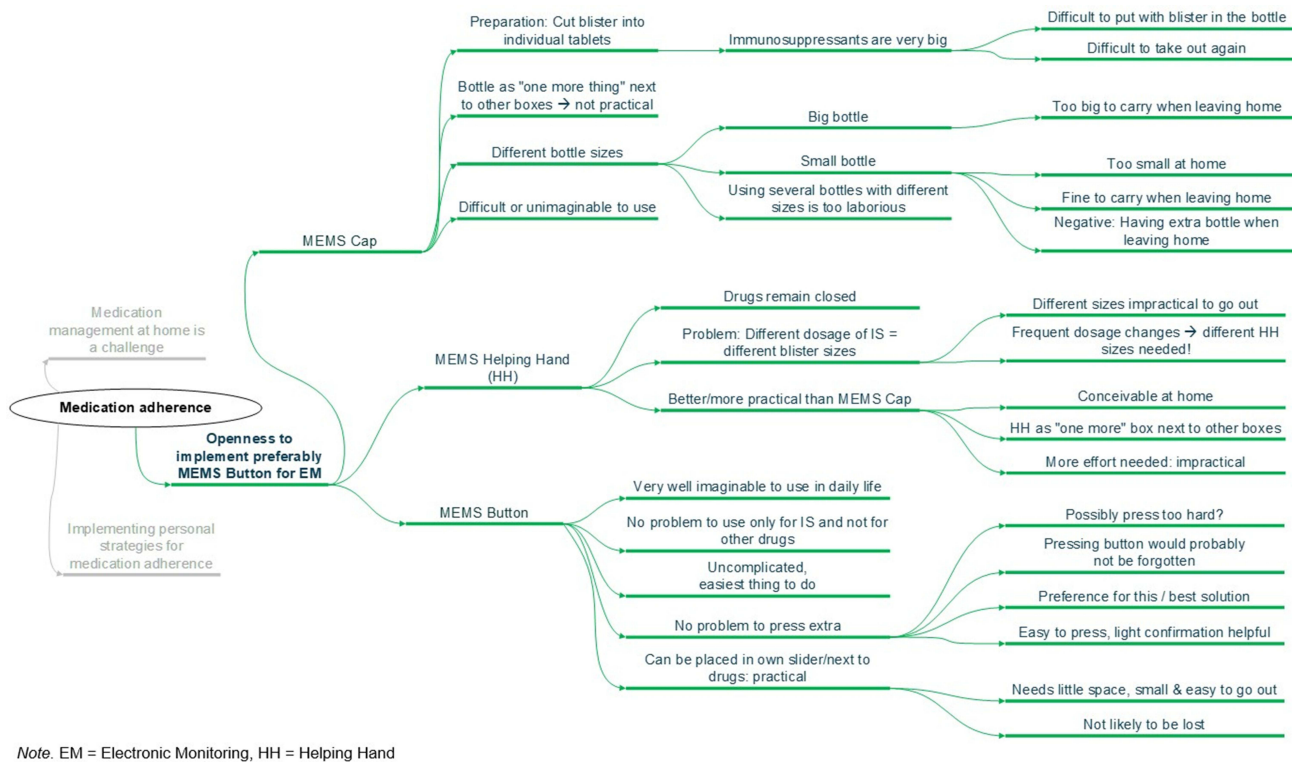 Preparation: Cut blister into
individual tablets
Immunosuppressants are very big
Difficult to put with blister in the bottle
Difficult to take out again
Bottle as "one more thing" next
to other boxes → not practical
Different bottle sizes
Big bottle
Too big to carry when leaving home
Small bottle
Too small at home
Fine to carry when leaving home
Negative: Having extra bottle when
leaving home
Using several bottles with different
sizes is too laborious
Difficult or unimaginable to use
MEMS Cap
Medication
management at home is
a challenge
Medication adherence
Openness to
implement preferably
MEMS Button for EM
Implementing personal
strategies for
medication adherence
MEMS Helping Hand
(HH)
Drugs remain closed
Problem: Different dosage of IS =
different blister sizes
Different sizes impractical to go out
Frequent dosage changes → different HH
sizes needed!
Better/more practical than MEMS Cap
Conceivable at home
HH as "one more" box next to other boxes
More effort needed: impractical
MEMS Button
Very well imaginable to use in daily life
No problem to use only for IS and not for
other drugs
Uncomplicated,
easiest thing to do
No problem to press extra
Possibly press too hard?
Pressing button would probably
not be forgotten
Preference for this / best solution
Easy to press, light confirmation helpful
Can be placed in own slider/next to
drugs: practical
Needs little space, small & easy to go out
Not likely to be lost
Note. EM = Electronic Monitoring, HH = Helping Hand